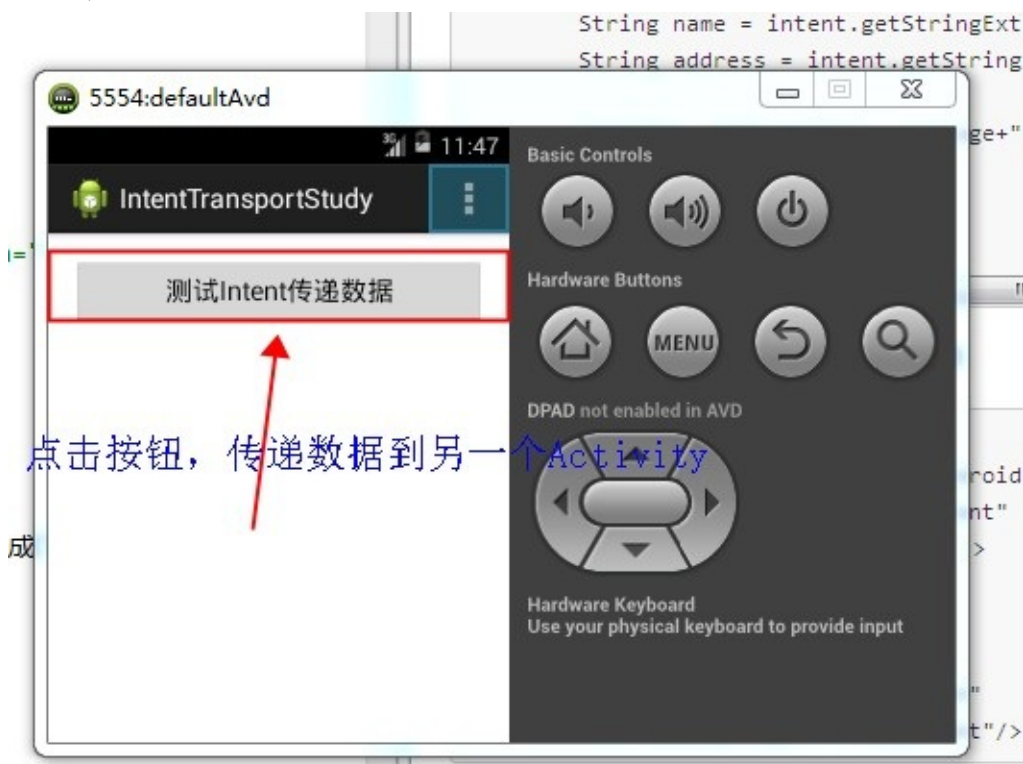 String name = intent.getStringExt
String address = intent.getString
5554:defaultAvd
ge+"
3G 11:47
Basic Controls
IntentTransportStudy
="
测试Intent传递数据
Hardware Buttons
MENU
DPAD not enabled in AVD
点击按钮，传递数据到另一个Activity
roid
nt"
成
>
Hardware Keyboard
Use your physical keyboard to provide input
"
t"/>